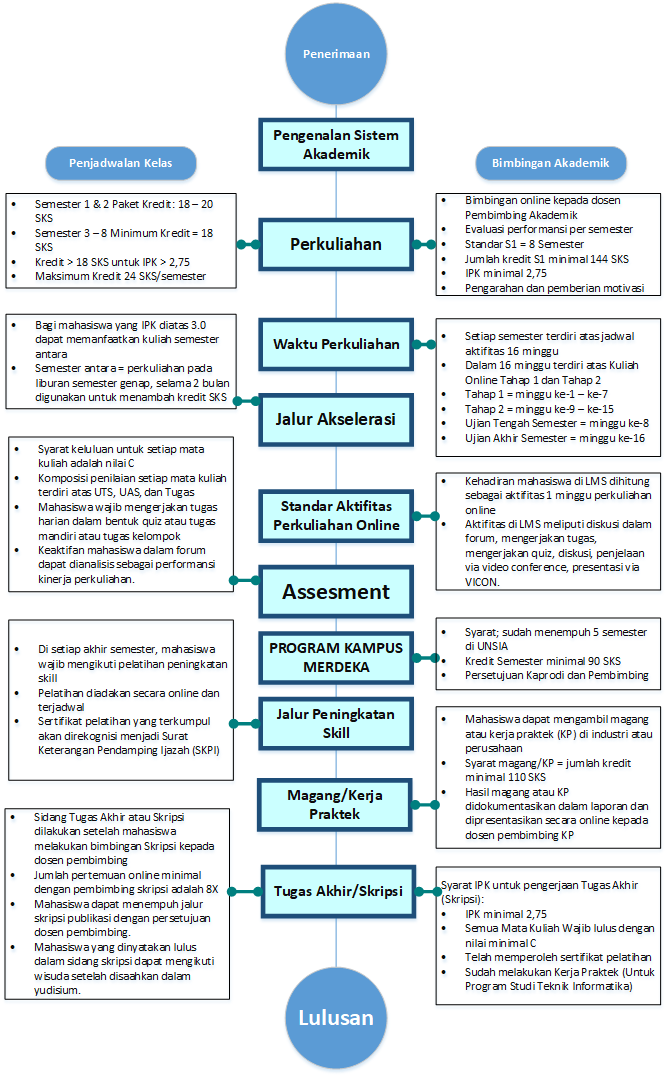 Penerimaan
Pengenalan Sistem
Akademik
Penjadwalan Kelas
Bimbingan Akademik
• Semester 1 & 2 Paket Kredit: 18 – 20
SKS
• Semester 3 – 8 Minimum Kredit = 18
SKS
• Kredit > 18 SKS untuk IPK > 2,75
• Maksimum Kredit 24 SKS/semester
Perkuliahan
• Bimbingan online kepada dosen
Pembimbing Akademik
• Evaluasi performansi per semester
• Standar S1 = 8 Semester
• Jumlah kredit S1 minimal 144 SKS
• IPK minimal 2,75
• Pengarahan dan pemberian motivasi
Waktu Perkuliahan
• Setiap semester terdiri atas jadwal
aktifitas 16 minggu
• Dalam 16 minggu terdiri atas Kuliah
Online Tahap 1 dan Tahap 2
• Tahap 1 = minggu ke-1 – ke-7
• Tahap 2 = minggu ke-9 – ke-15
• Ujian Tengah Semester = minggu ke-8
• Ujian Akhir Semester = minggu ke-16
• Bagi mahasiswa yang IPK diatas 3.0
dapat memanfaatkan kuliah semester
antara
• Semester antara = perkuliahan pada
liburan semester genap, selama 2 bulan
digunakan untuk menambah kredit SKS
Jalur Akselerasi
Standar Aktifitas
Perkuliahan Online
• Kehadiran mahasiswa di LMS dihitung
sebagai aktifitas 1 minggu perkuliahan
online
• Aktifitas di LMS meliputi diskusi dalam
forum, mengerjakan tugas,
mengerjakan quiz, diskusi, penjelaan
via video conference, presentasi via
VICON.
• Syarat keluluan untuk setiap mata
kuliah adalah nilai C
• Komposisi penilaian setiap mata kuliah
terdiri atas UTS, UAS, dan Tugas
• Mahasiswa wajib mengerjakan tugas
harian dalam bentuk quiz atau tugas
mandiri atau tugas kelompok
• Keaktifan mahasiswa dalam forum
dapat dianalisis sebagai performansi
kinerja perkuliahan.
Assesment
PROGRAM KAMPUS
MERDEKA
• Syarat; sudah menempuh 5 semester
di UNSIA
• Kredit Semester minimal 90 SKS
• Persetujuan Kaprodi dan Pembimbing
• Di setiap akhir semester, mahasiswa
wajib mengikuti pelatihan peningkatan
skill
• Pelatihan diadakan secara online dan
terjadwal
• Sertifikat pelatihan yang terkumpul
akan direkognisi menjadi Surat
Keterangan Pendamping Ijazah (SKPI)
Jalur Peningkatan
Skill
Magang/Kerja
Praktek
• Mahasiswa dapat mengambil magang
atau kerja praktek (KP) di industri atau
perusahaan
• Syarat magang/KP = jumlah kredit
minimal 110 SKS
• Hasil magang atau KP
didokumentasikan dalam laporan dan
dipresentasikan secara online kepada
dosen pembimbing KP
• Sidang Tugas Akhir atau Skripsi
dilakukan setelah mahasiswa
melakukan bimbingan Skripsi kepada
dosen pembimbing
• Jumlah pertemuan online minimal
dengan pembimbing skripsi adalah 8X
• Mahasiswa dapat menempuh jalur
skripsi publikasi dengan persetujuan
dosen pembimbing.
• Mahasiswa yang dinyatakan lulus
dalam sidang skripsi dapat mengikuti
wisuda setelah disaahkan dalam
yudisium.
Tugas Akhir/Skripsi
Syarat IPK untuk pengerjaan Tugas Akhir
(Skripsi):
• IPK minimal 2,75
• Semua Mata Kuliah Wajib lulus dengan
nilai minimal C
• Telah memperoleh sertifikat pelatihan
• Sudah melakukan Kerja Praktek (Untuk
Program Studi Teknik Informatika)
Lulusan